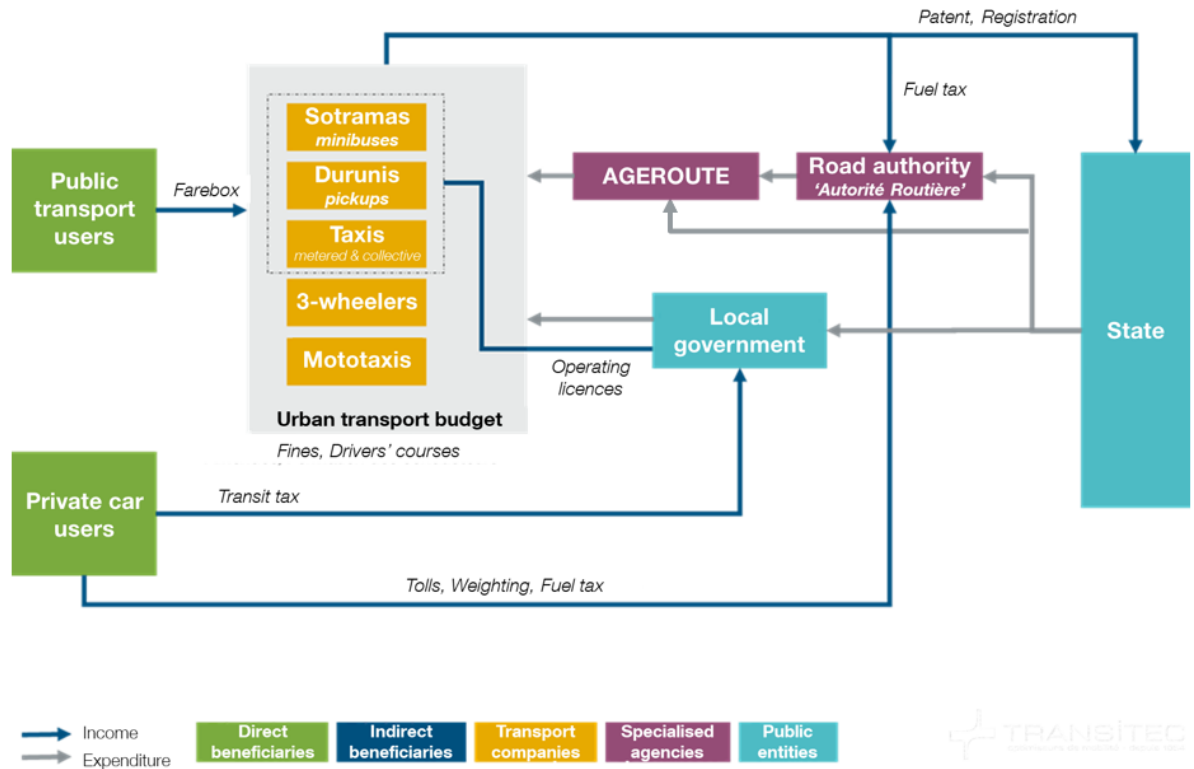 Patent, Registration
Fuel tax
Sotramas
minibuses
Durunis
pickups
Taxis
metered & collective
3-wheelers
Mototaxis
Urban transport budget
Fines, Drivers' courses
Public
transport
users
Farebox
AGEROUTE
Road authority
'Autorité Routière'
Local
government
Operating
licences
State
Private car
users
Transit tax
Tolls, Weighting, Fuel tax
Income
Expenditure
Direct
beneficiaries
Indirect
beneficiaries
Transport
companies
Specialised
agencies
Public
entities
TRANSITEC